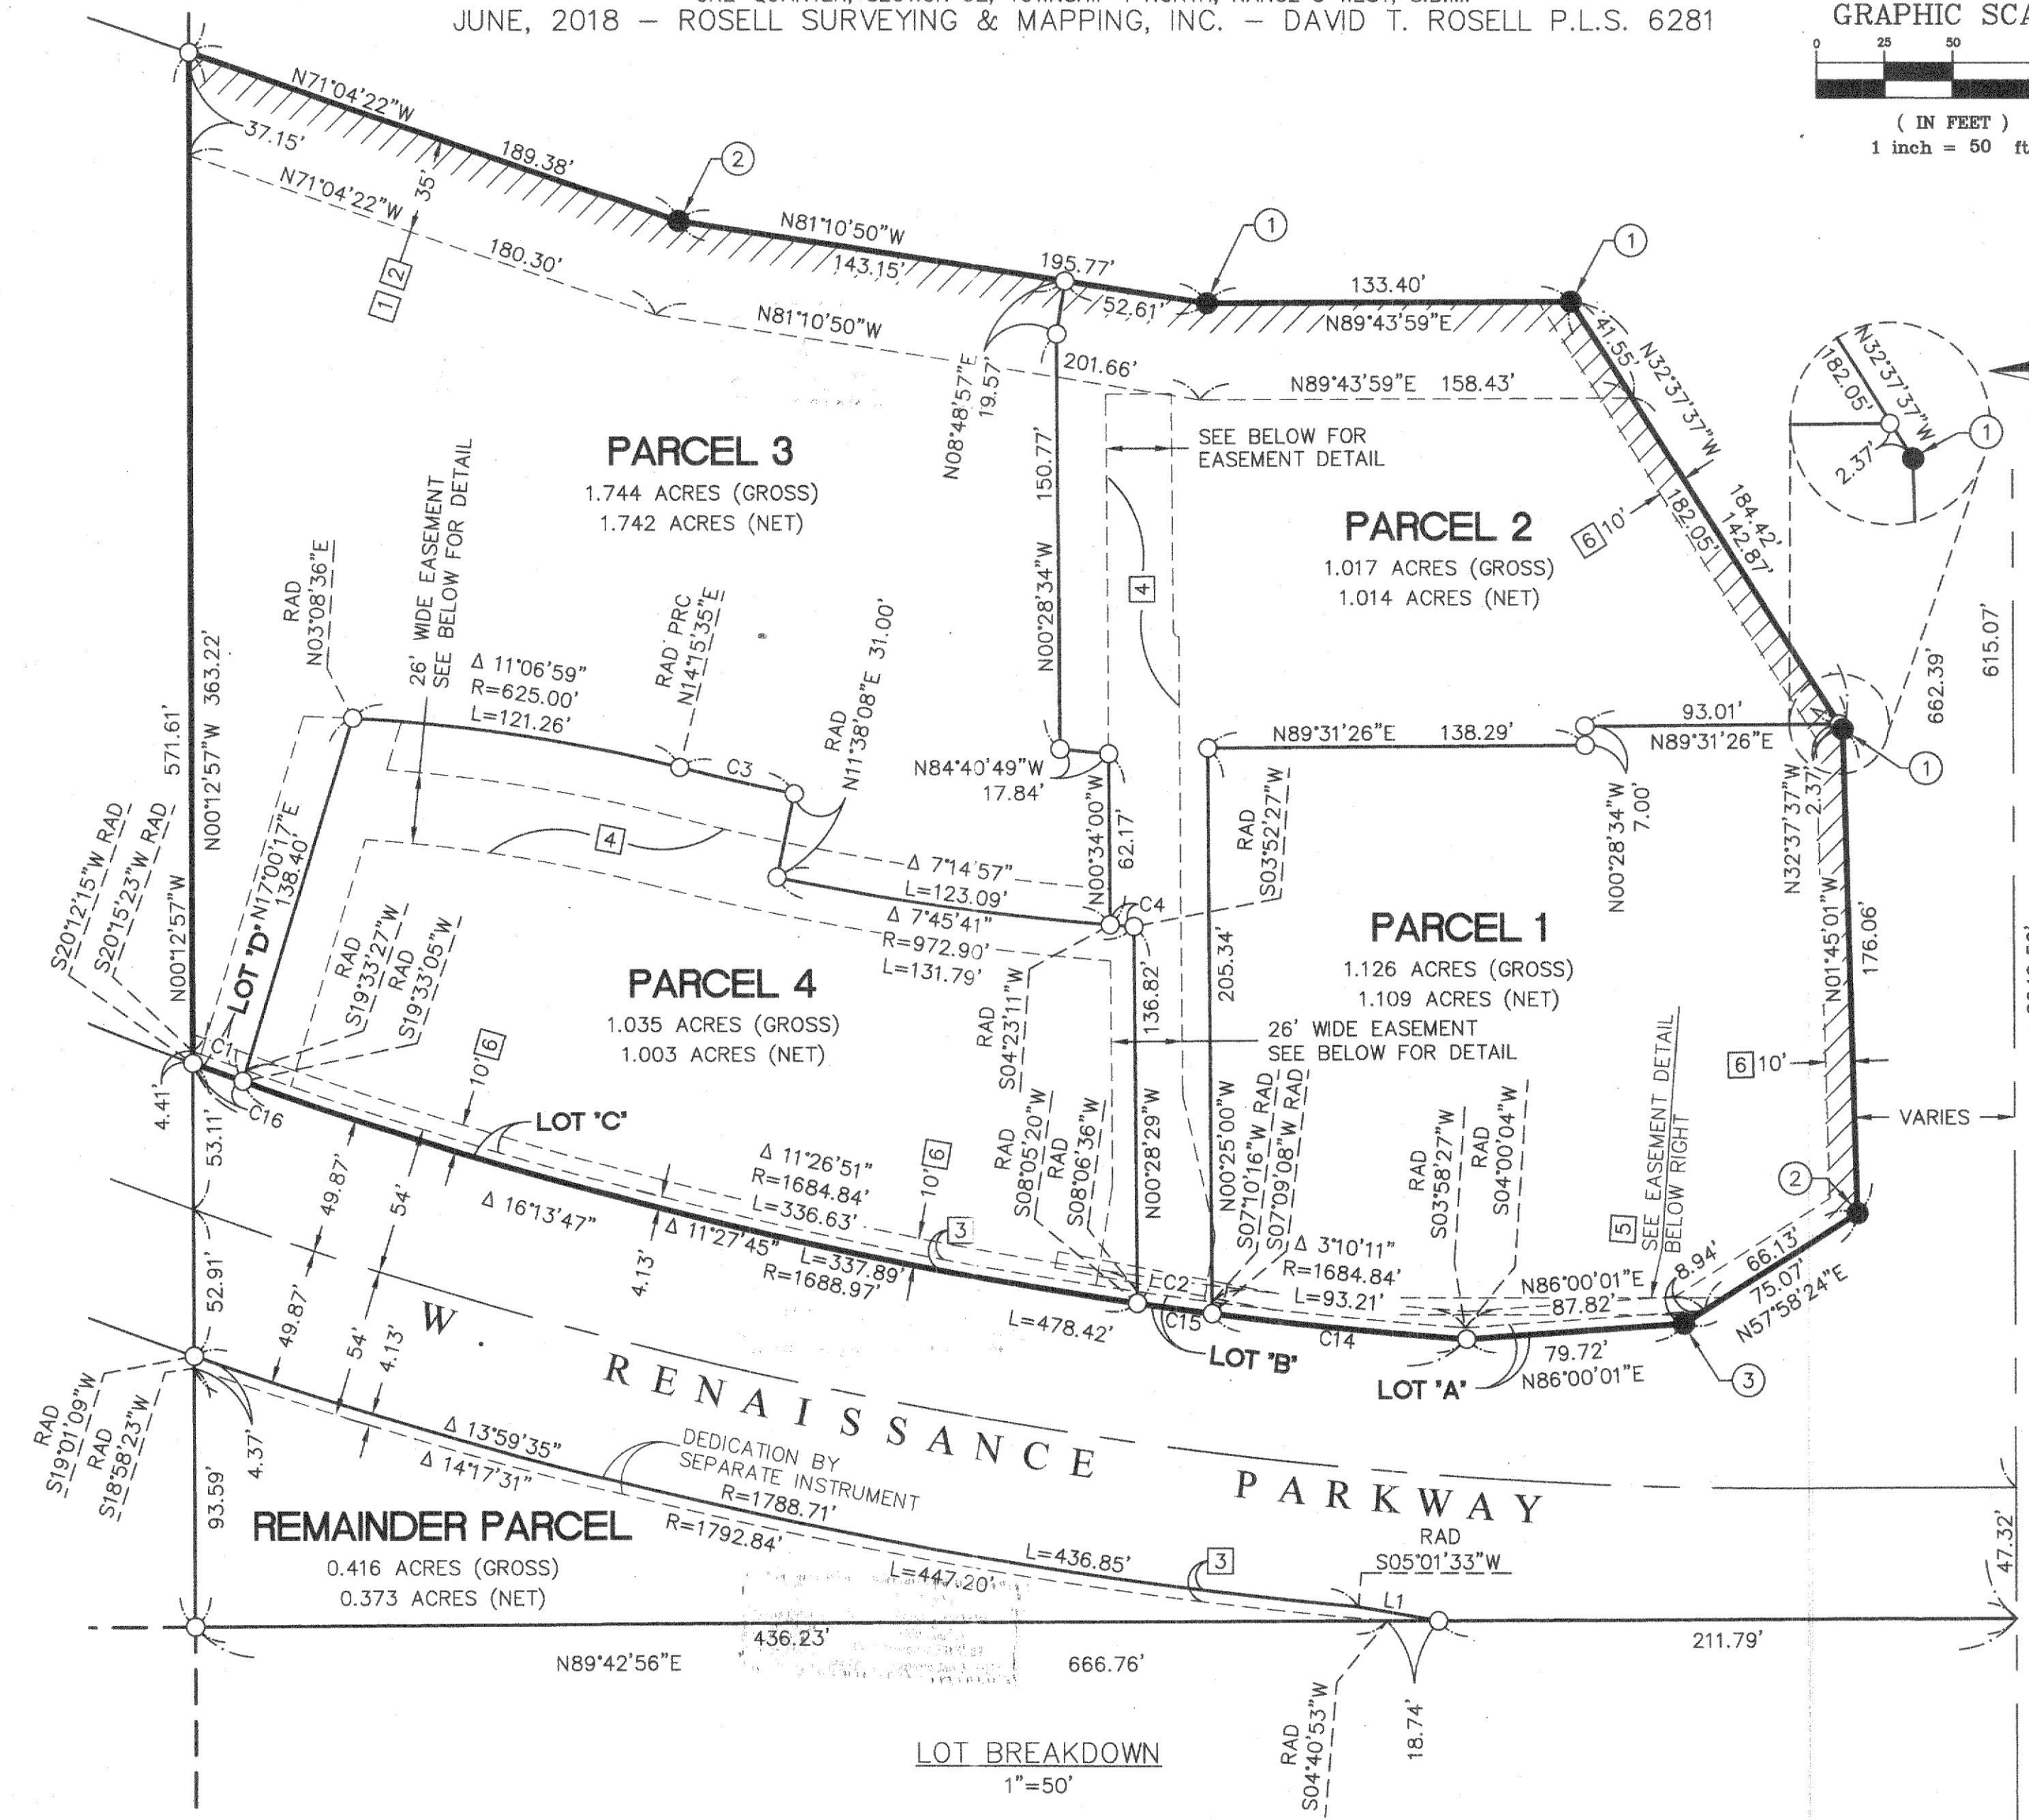 JUNE, 2018 – ROSELL SURVEYING & MAPPING, INC. – DAVID T. ROSELL P.L.S. 6281
GRAPHIC SCA
0 25 50
( IN FEET )
1 inch = 50 ft
N71°04'22"W
189.38'
37.15'
N71°04'22"W
35'
180.30'
1 2
2
N81°10'50"W
143.15'
195.77'
52.61'
N81°10'50"W
1
133.40'
N89°43'59"E
1
N08°48'57"E
19.57'
201.66'
N89°43'59"E 158.43'
41.55'
N32°37'37"W
184.42'
142.87'
182.05'
6 10'
N32°37'37"W
182.05'
2.37'
1
SEE BELOW FOR
EASEMENT DETAIL
PARCEL 3
1.744 ACRES (GROSS)
1.742 ACRES (NET)
PARCEL 2
1.017 ACRES (GROSS)
1.014 ACRES (NET)
150.77'
N00°28'34"W
4
RAD
N03°08'36"E
26' WIDE EASEMENT
SEE BELOW FOR DETAIL
RAD PRC
N14°15'35"E
Δ 11°06'59"
R=625.00'
L=121.26'
C3
RAD
N11°38'08"E 31.00'
571.61'
N00°12'57"W 363.22'
N00°12'57"W
N84°40'49"W
17.84'
N00°34'00"W
62.17'
N89°31'26"E 138.29'
93.01'
N89°31'26"E
N00°28'34"W
7.00'
N32°37'37"W
2.37'
1
662.39'
615.07'
RAD
S03°52'27"W
4
Δ 7°14'57"
L=123.09'
Δ 7°45'41"
R=972.90'
L=131.79'
C4
N17°00'17"E
138.40'
LOT "D"
S20°12'15"W RAD
S20°15'23"W RAD
RAD
S19°33'27"W
RAD
S19°33'05"W
PARCEL 4
1.035 ACRES (GROSS)
1.003 ACRES (NET)
PARCEL 1
1.126 ACRES (GROSS)
1.109 ACRES (NET)
RAD
S04°23'11"W
136.82'
205.34'
26' WIDE EASEMENT
SEE BELOW FOR DETAIL
N01°45'01"W
176.06'
6 10'
VARIES
5
SEE EASEMENT DETAIL
BELOW RIGHT
C1
C16
4.41'
53.11'
10' 6
LOT "C"
49.87'
54'
Δ 16°13'47"
Δ 11°26'51"
R=1684.84'
L=336.63'
Δ 11°27'45"
L=337.89'
R=1688.97'
4.13'
10' 6
3
RAD
S08°05'20"W
RAD
S08°06'36"W
N00°28'29"W
N00°25'00"W
S07°10'16"W RAD
S07°09'08"W RAD
RAD
S03°58'27"W
RAD
S04°00'04"W
Δ 3°10'11"
R=1684.84'
L=93.21'
C2
C15
C14
L=478.42'
LOT "B"
LOT "A"
N86°00'01"E
87.82'
79.72'
N86°00'01"E
8.94'
66.13'
75.07'
N57°58'24"E
2
3
52.91'
49.87'
54'
4.13'
W. RENAISSANCE PARKWAY
RAD
S19°01'09"W
RAD
S18°58'23"W
4.37'
93.59'
Δ 13°59'35"
Δ 14°17'31"
DEDICATION BY
SEPARATE INSTRUMENT
R=1788.71'
R=1792.84'
L=436.85'
L=447.20'
3
RAD
S05°01'33"W
L1
47.32'
REMAINDER PARCEL
0.416 ACRES (GROSS)
0.373 ACRES (NET)
436.23'
N89°42'56"E
666.76'
211.79'
RAD
S04°40'53"W
18.74'
LOT BREAKDOWN
1"=50'